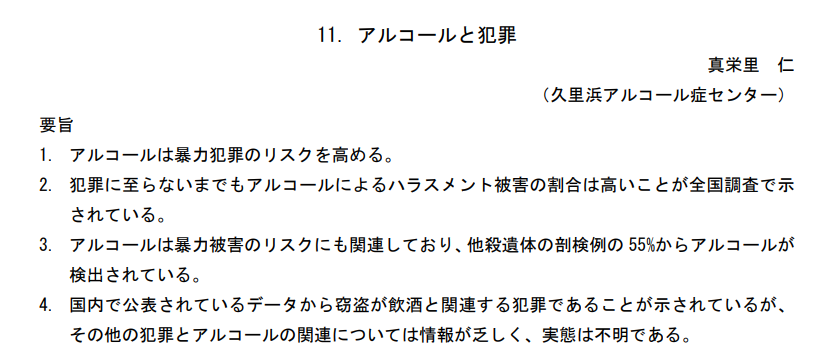 11. アルコールと犯罪
真栄里　仁
（久里浜アルコール症センター）
要旨
1. アルコールは暴力犯罪のリスクを高める。
2. 犯罪に至らないまでもアルコールによるハラスメント被害の割合は高いことが全国調査で示
されている。
3. アルコールは暴力被害のリスクにも関連しており、他殺遺体の剖検例の 55%からアルコールが
検出されている。
4. 国内で公表されているデータから窃盗が飲酒と関連する犯罪であることが示されているが、
その他の犯罪とアルコールの関連については情報が乏しく、実態は不明である。